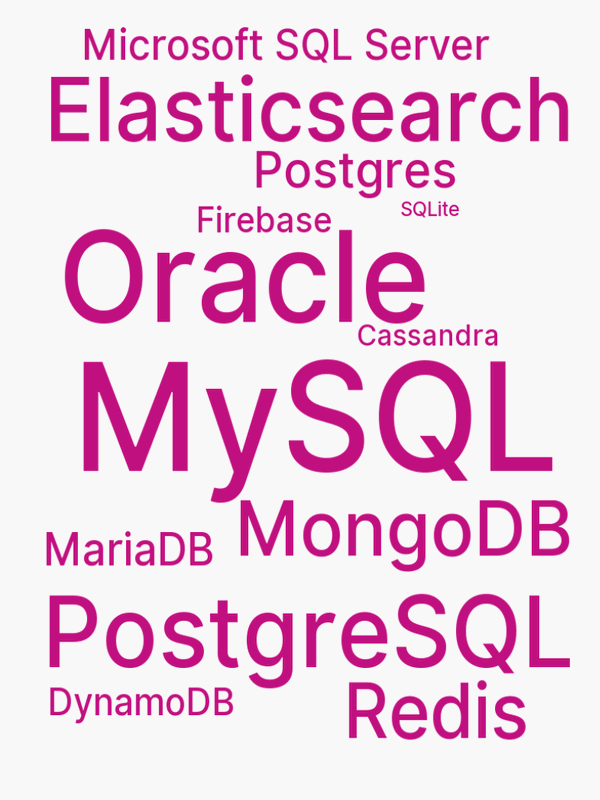 Microsoft SQL Server
Elasticsearch
Postgres
SQLite
Firebase
Oracle
Cassandra
MySQL
MongoDB
MariaDB
PostgreSQL
DynamoDB
Redis